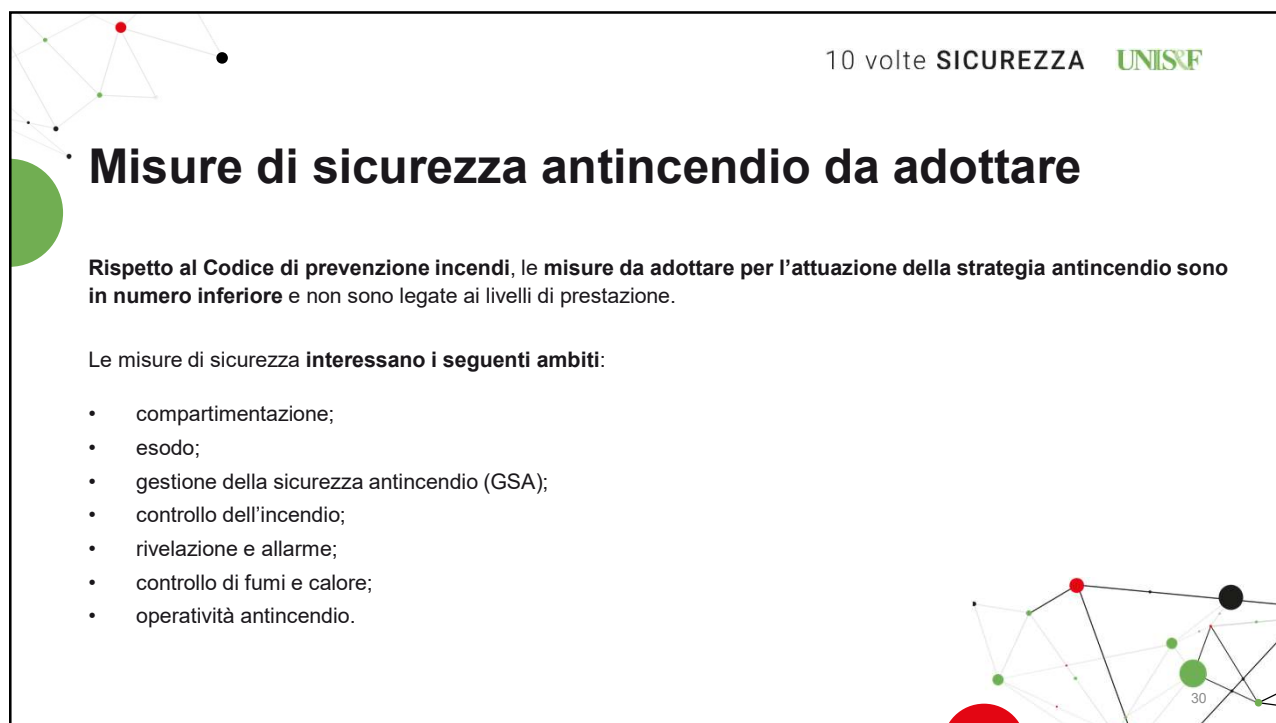 10 volte SICUREZZA UNIS&F
Misure di sicurezza antincendio da adottare
Rispetto al Codice di prevenzione incendi, le misure da adottare per l’attuazione della strategia antincendio sono
in numero inferiore e non sono legate ai livelli di prestazione.
Le misure di sicurezza interessano i seguenti ambiti:
• compartimentazione;
• esodo;
• gestione della sicurezza antincendio (GSA);
• controllo dell’incendio;
• rivelazione e allarme;
• controllo di fumi e calore;
• operatività antincendio.
30